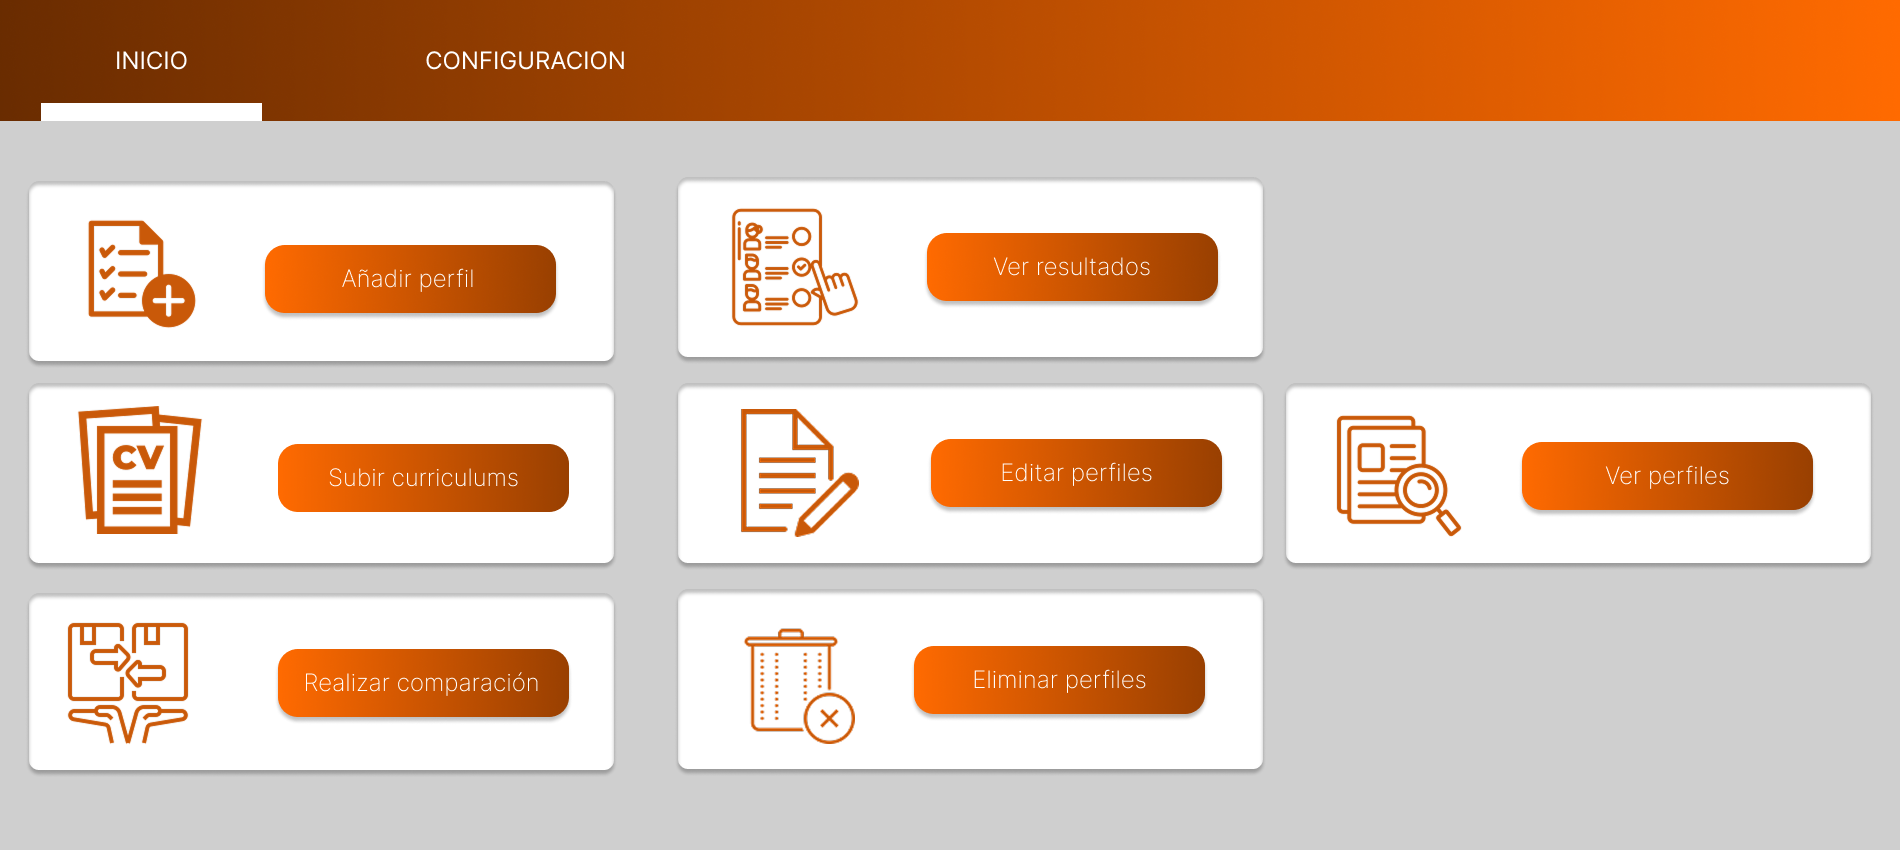 INICIO
CONFIGURACION
Añadir perfil
Ver resultados
CV
Subir curriculums
Editar perfiles
Ver perfiles
Realizar comparación
Eliminar perfiles